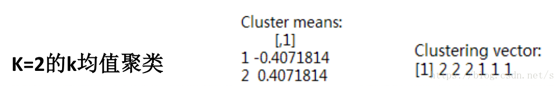 K=2的k均值聚类
Cluster means:
[,1]
1 -0.4071814
2 0.4071814
Clustering vector:
[1] 2 2 2 1 1 1